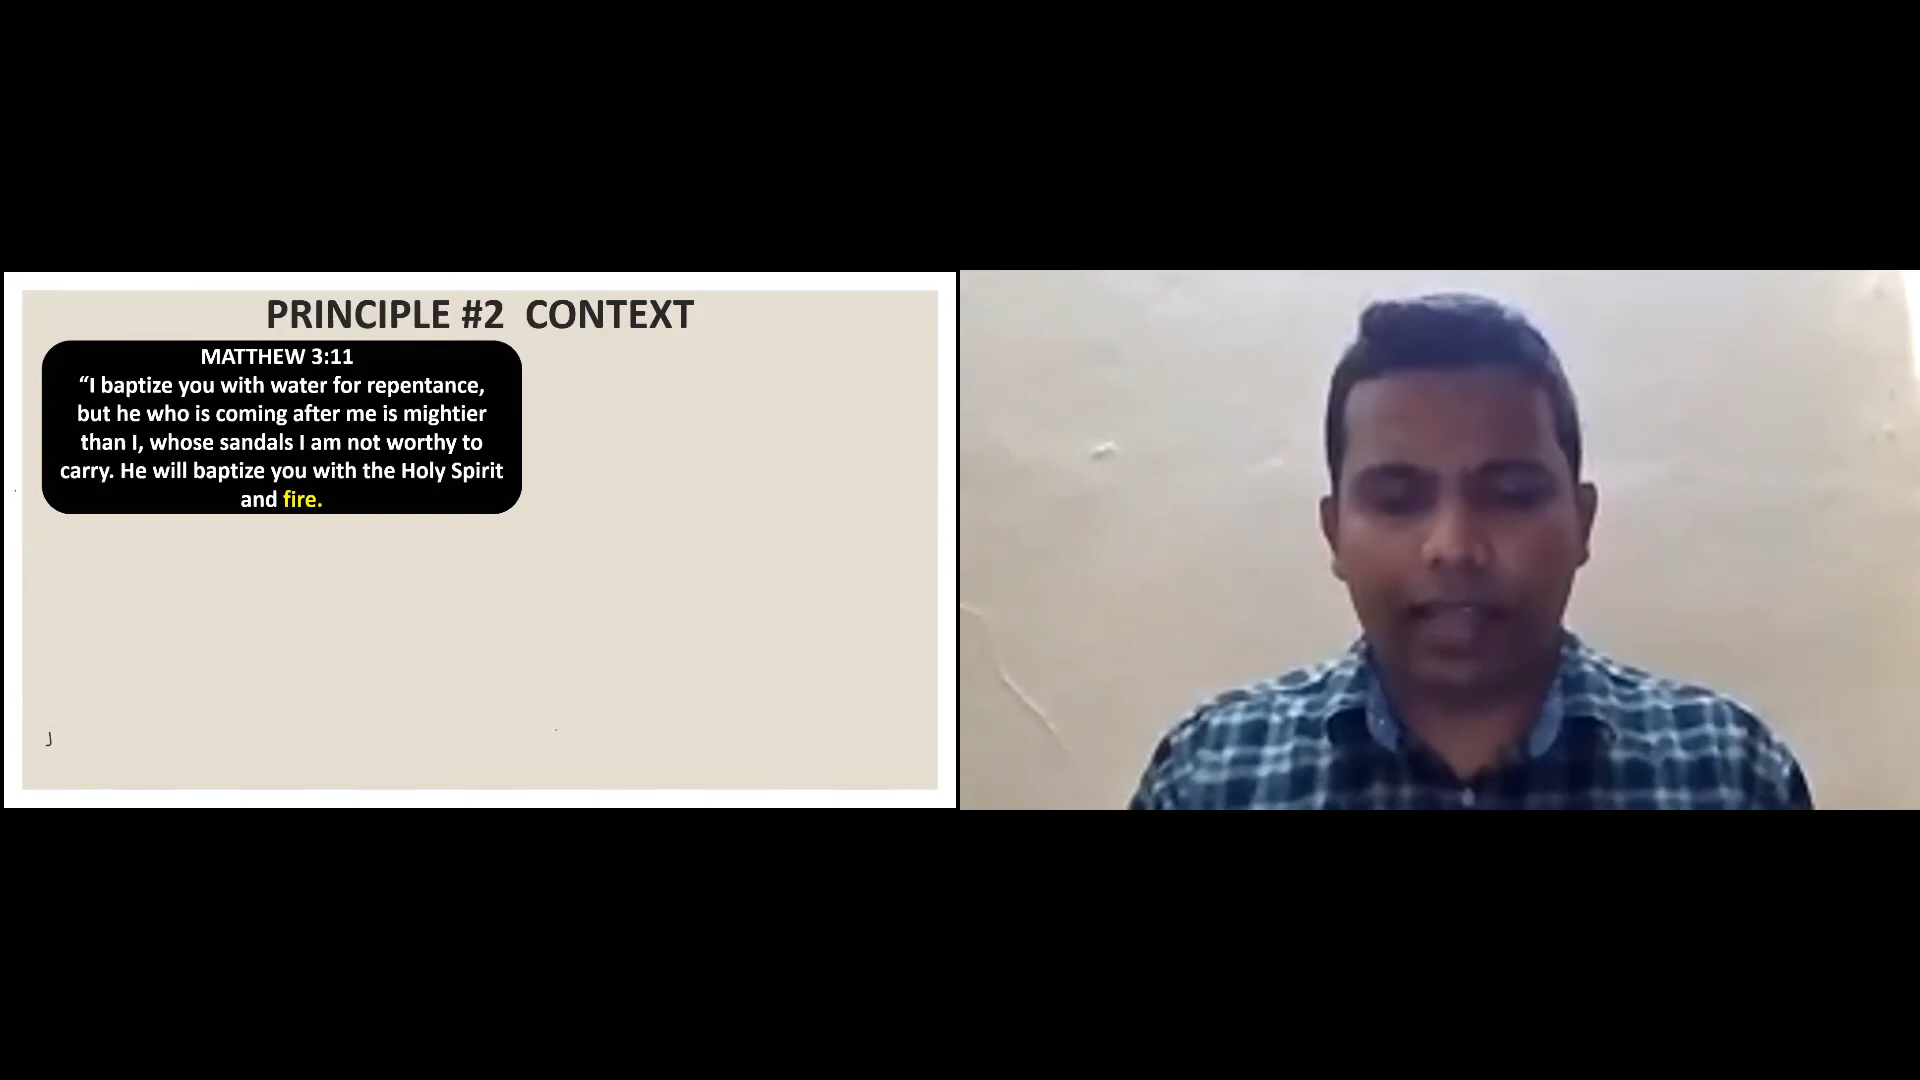 PRINCIPLE #2 CONTEXT
MATTHEW 3:11
“I baptize you with water for repentance,
but he who is coming after me is mightier
than I, whose sandals I am not worthy to
carry. He will baptize you with the Holy Spirit
and fire.